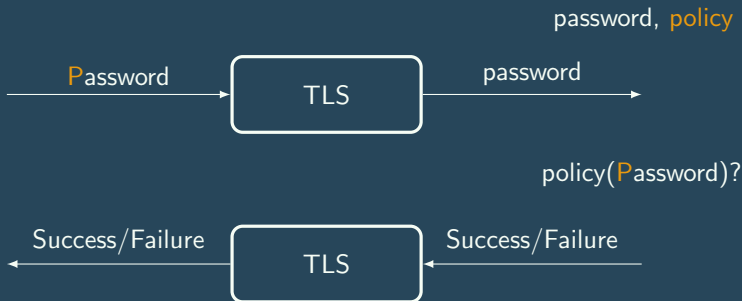 password, policy
Password
TLS
password
policy(Password)?
Success/Failure
TLS
Success/Failure